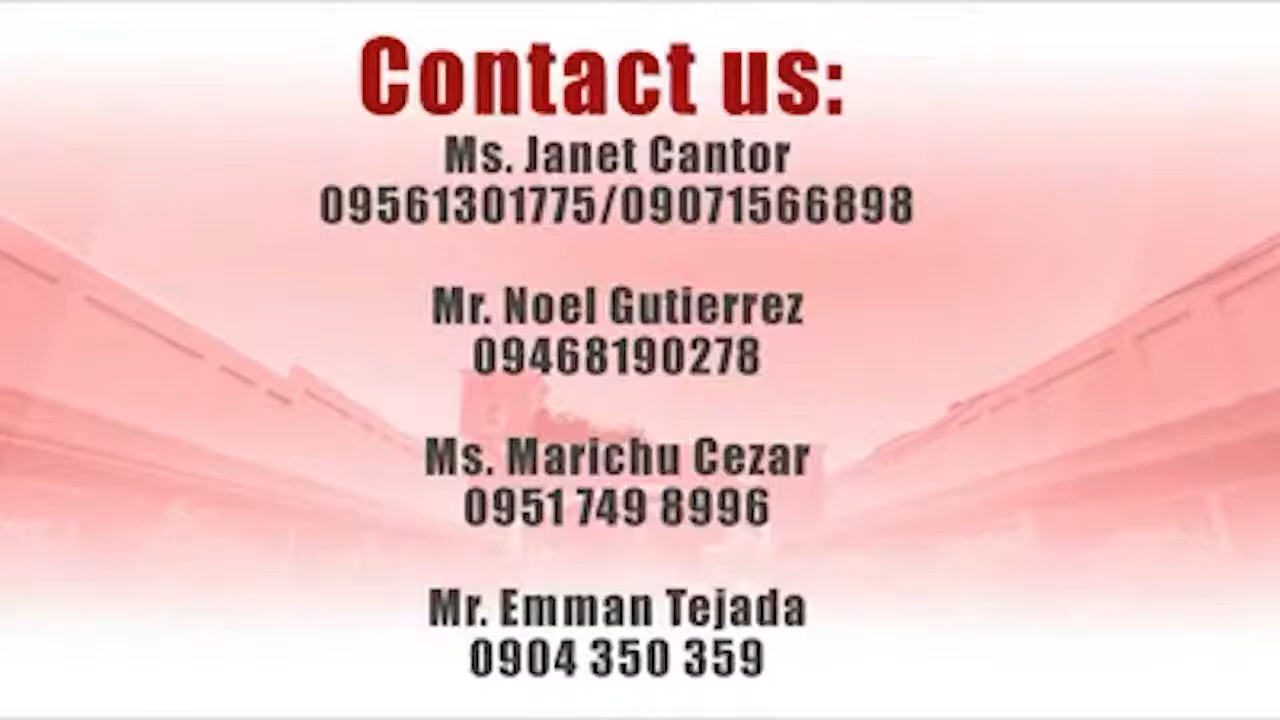 Contact us:
Ms. Janet Cantor
09561301775/09071566898
Mr. Noel Gutierrez
09468190278
Ms. Marichu Cezar
0951 749 8996
Mr. Emman Tejada
0904 350 359